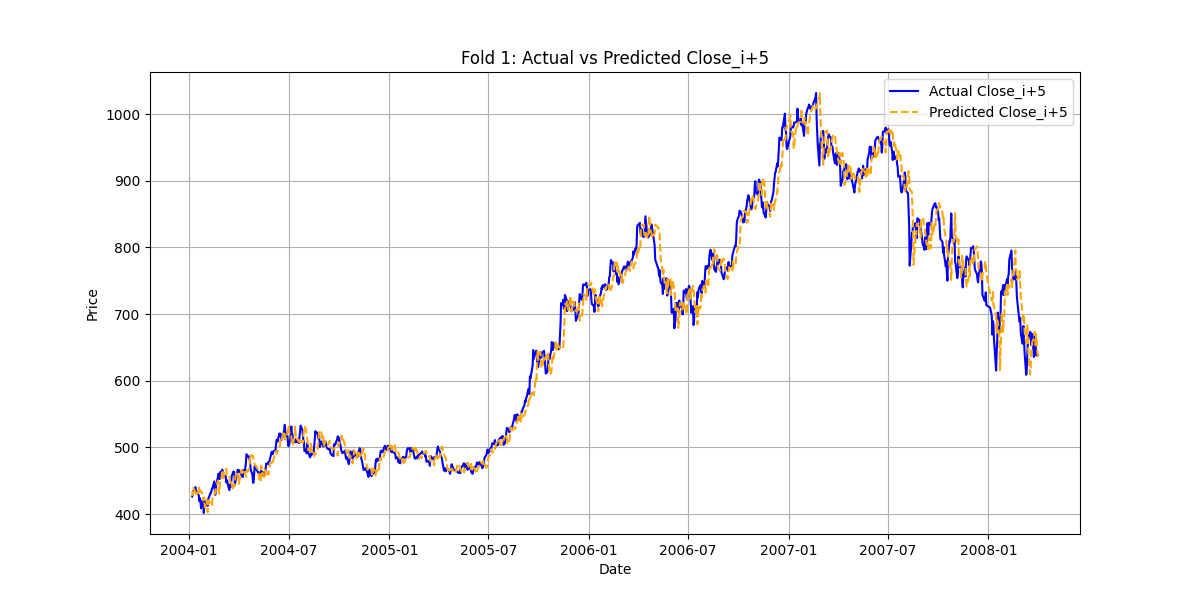 Fold 1: Actual vs Predicted Close_i+5
Actual Close_i+5
Predicted Close_i+5
Price
1000
900
800
700
600
500
400
2004-01 2004-07 2005-01 2005-07 2006-01 2006-07 2007-01 2007-07 2008-01
Date